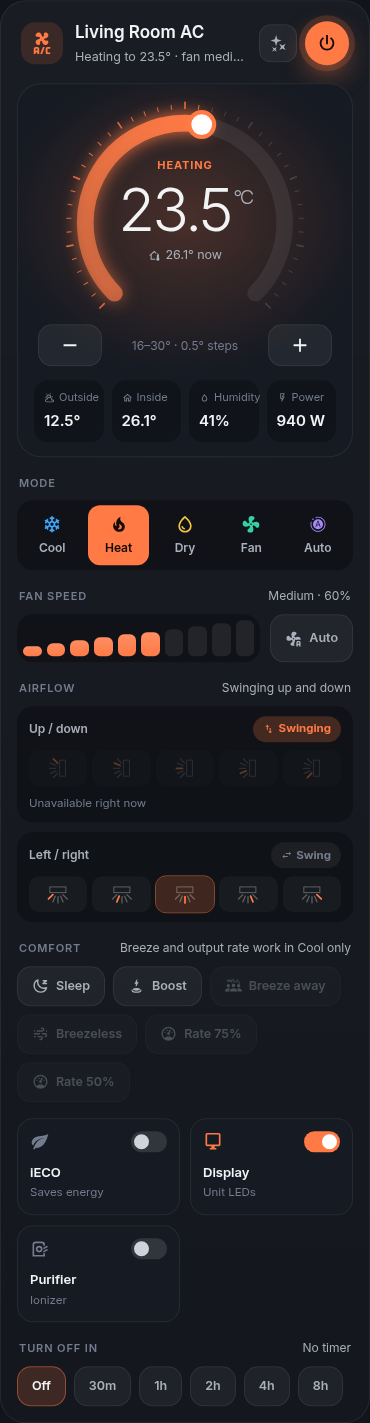 A/C
Living Room AC
Heating to 23.5° · fan medi...
HEATING
23.5°C
26.1° now
16–30° · 0.5° steps
Outside
12.5°
Inside
26.1°
Humidity
41%
Power
940 W
MODE
Cool
Heat
Dry
Fan
A
Auto
FAN SPEED
Medium · 60%
A
Auto
AIRFLOW
Swinging up and down
Up / down
Swinging
Unavailable right now
Left / right
Swing
COMFORT
Breeze and output rate work in Cool only
Sleep
Boost
Breeze away
Breezeless
Rate 75%
Rate 50%
iECO
Saves energy
Display
Unit LEDs
Purifier
Ionizer
TURN OFF IN
No timer
Off
30m
1h
2h
4h
8h